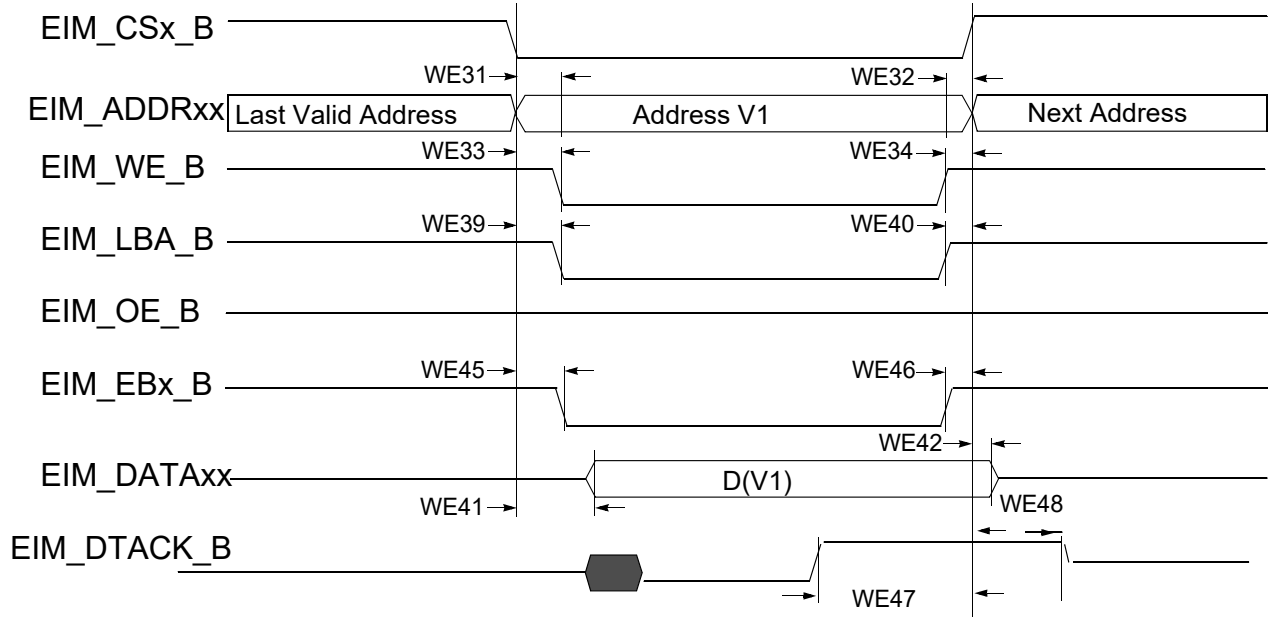 EIM_CSx_B
WE31
WE32
EIM_ADDRxx
Last Valid Address
Address V1
Next Address
WE33
WE34
EIM_WE_B
WE39
WE40
EIM_LBA_B
EIM_OE_B
WE45
WE46
EIM_EBx_B
WE42
EIM_DATAxx
D(V1)
WE41
WE48
EIM_DTACK_B
WE47